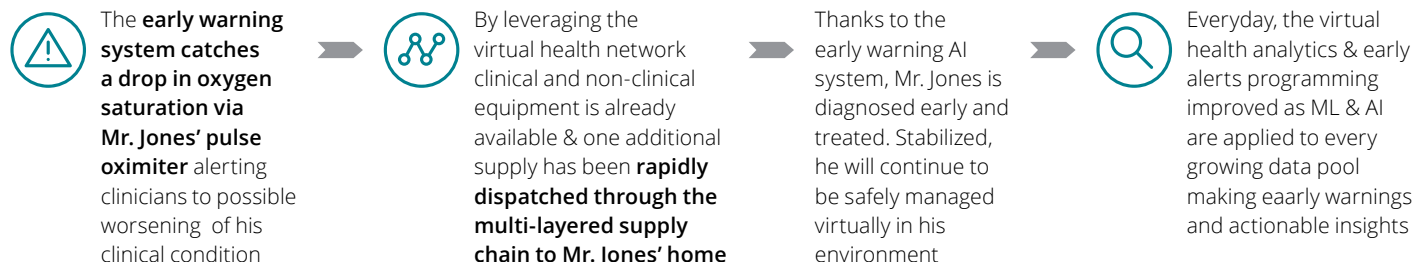 The early warning
system catches
a drop in oxygen
saturation via
Mr. Jones' pulse
oximiter alerting
clinicians to possible
worsening of his
clinical condition
By leveraging the
virtual health network
clinical and non-clinical
equipment is already
available & one additional
supply has been rapidly
dispatched through the
multi-layered supply
chain to Mr. Jones' home
Thanks to the
early warning AI
system, Mr. Jones is
diagnosed early and
treated. Stabilized,
he will continue to
be safely managed
virtually in his
environment
Everyday, the virtual
health analytics & early
alerts programming
improved as ML & AI
are applied to every
growing data pool
making eaarly warnings
and actionable insights